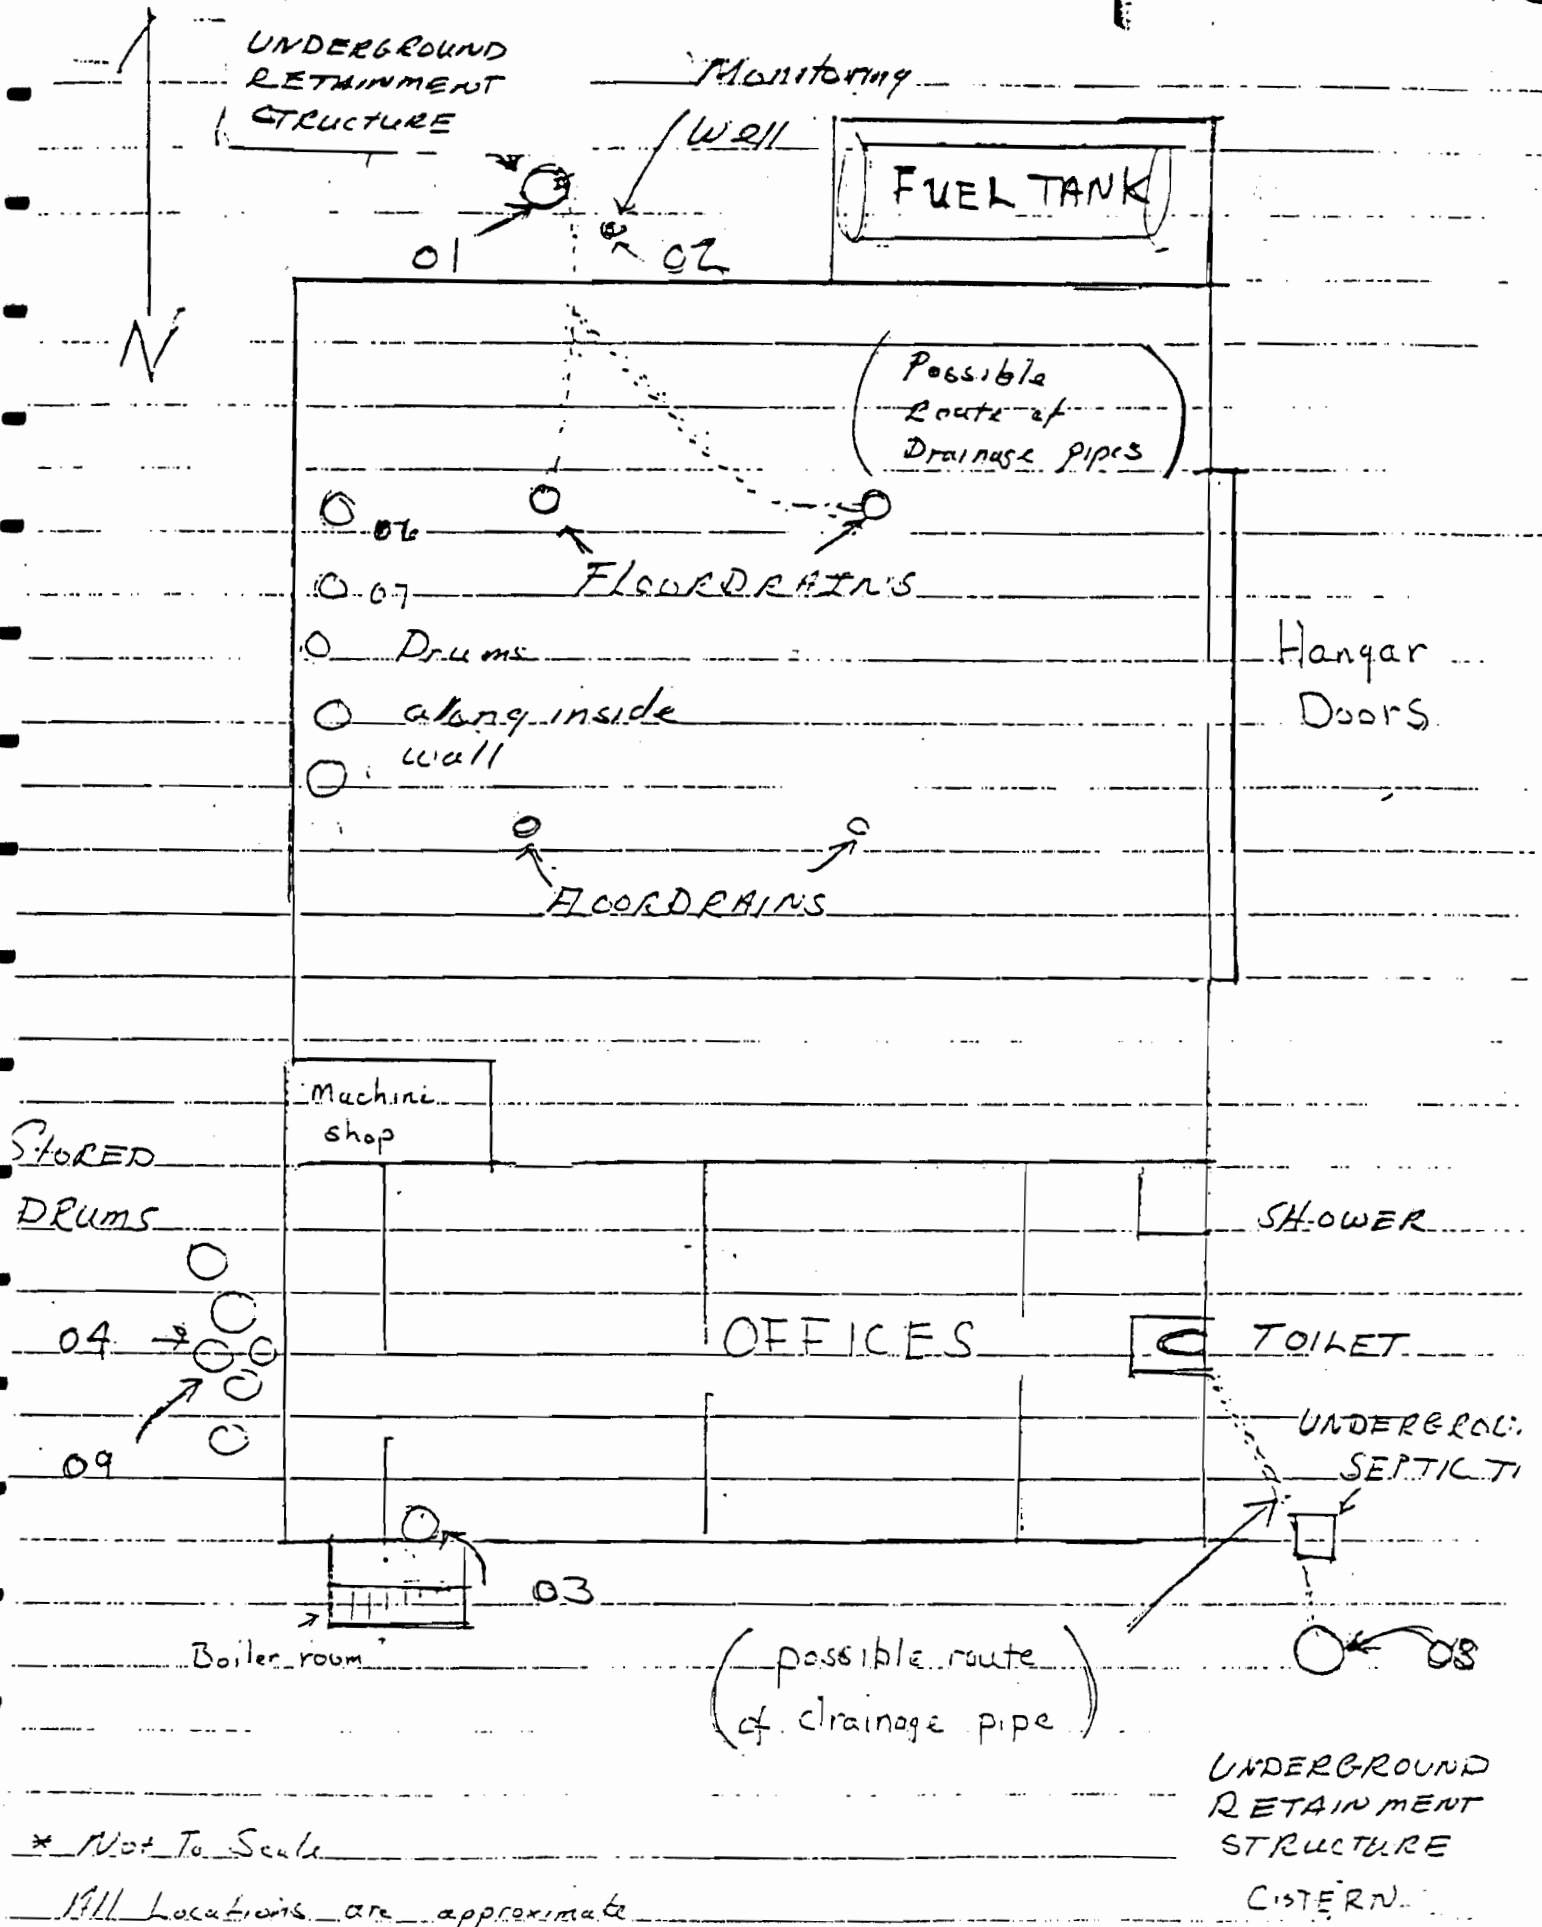 UNDERGROUND
RETAINMENT
STRUCTURE
Monitoring
Well
FUEL TANK
01
02
N
Possible
Route of
Drainage pipes
06
FLOORDRAINS
07
Drums
along inside
wall
Hangar
Doors
FLOORDRAINS
Machine
shop
STORED
DRUMS
SHOWER
04
OFFICES
TOILET
09
UNDERGROU
SEPTIC T
03
Boiler room
(possible route
of drainage pipe)
08
UNDERGROUND
RETAINMENT
STRUCTURE
CISTERN
* Not To Scale
All Locations are approximate